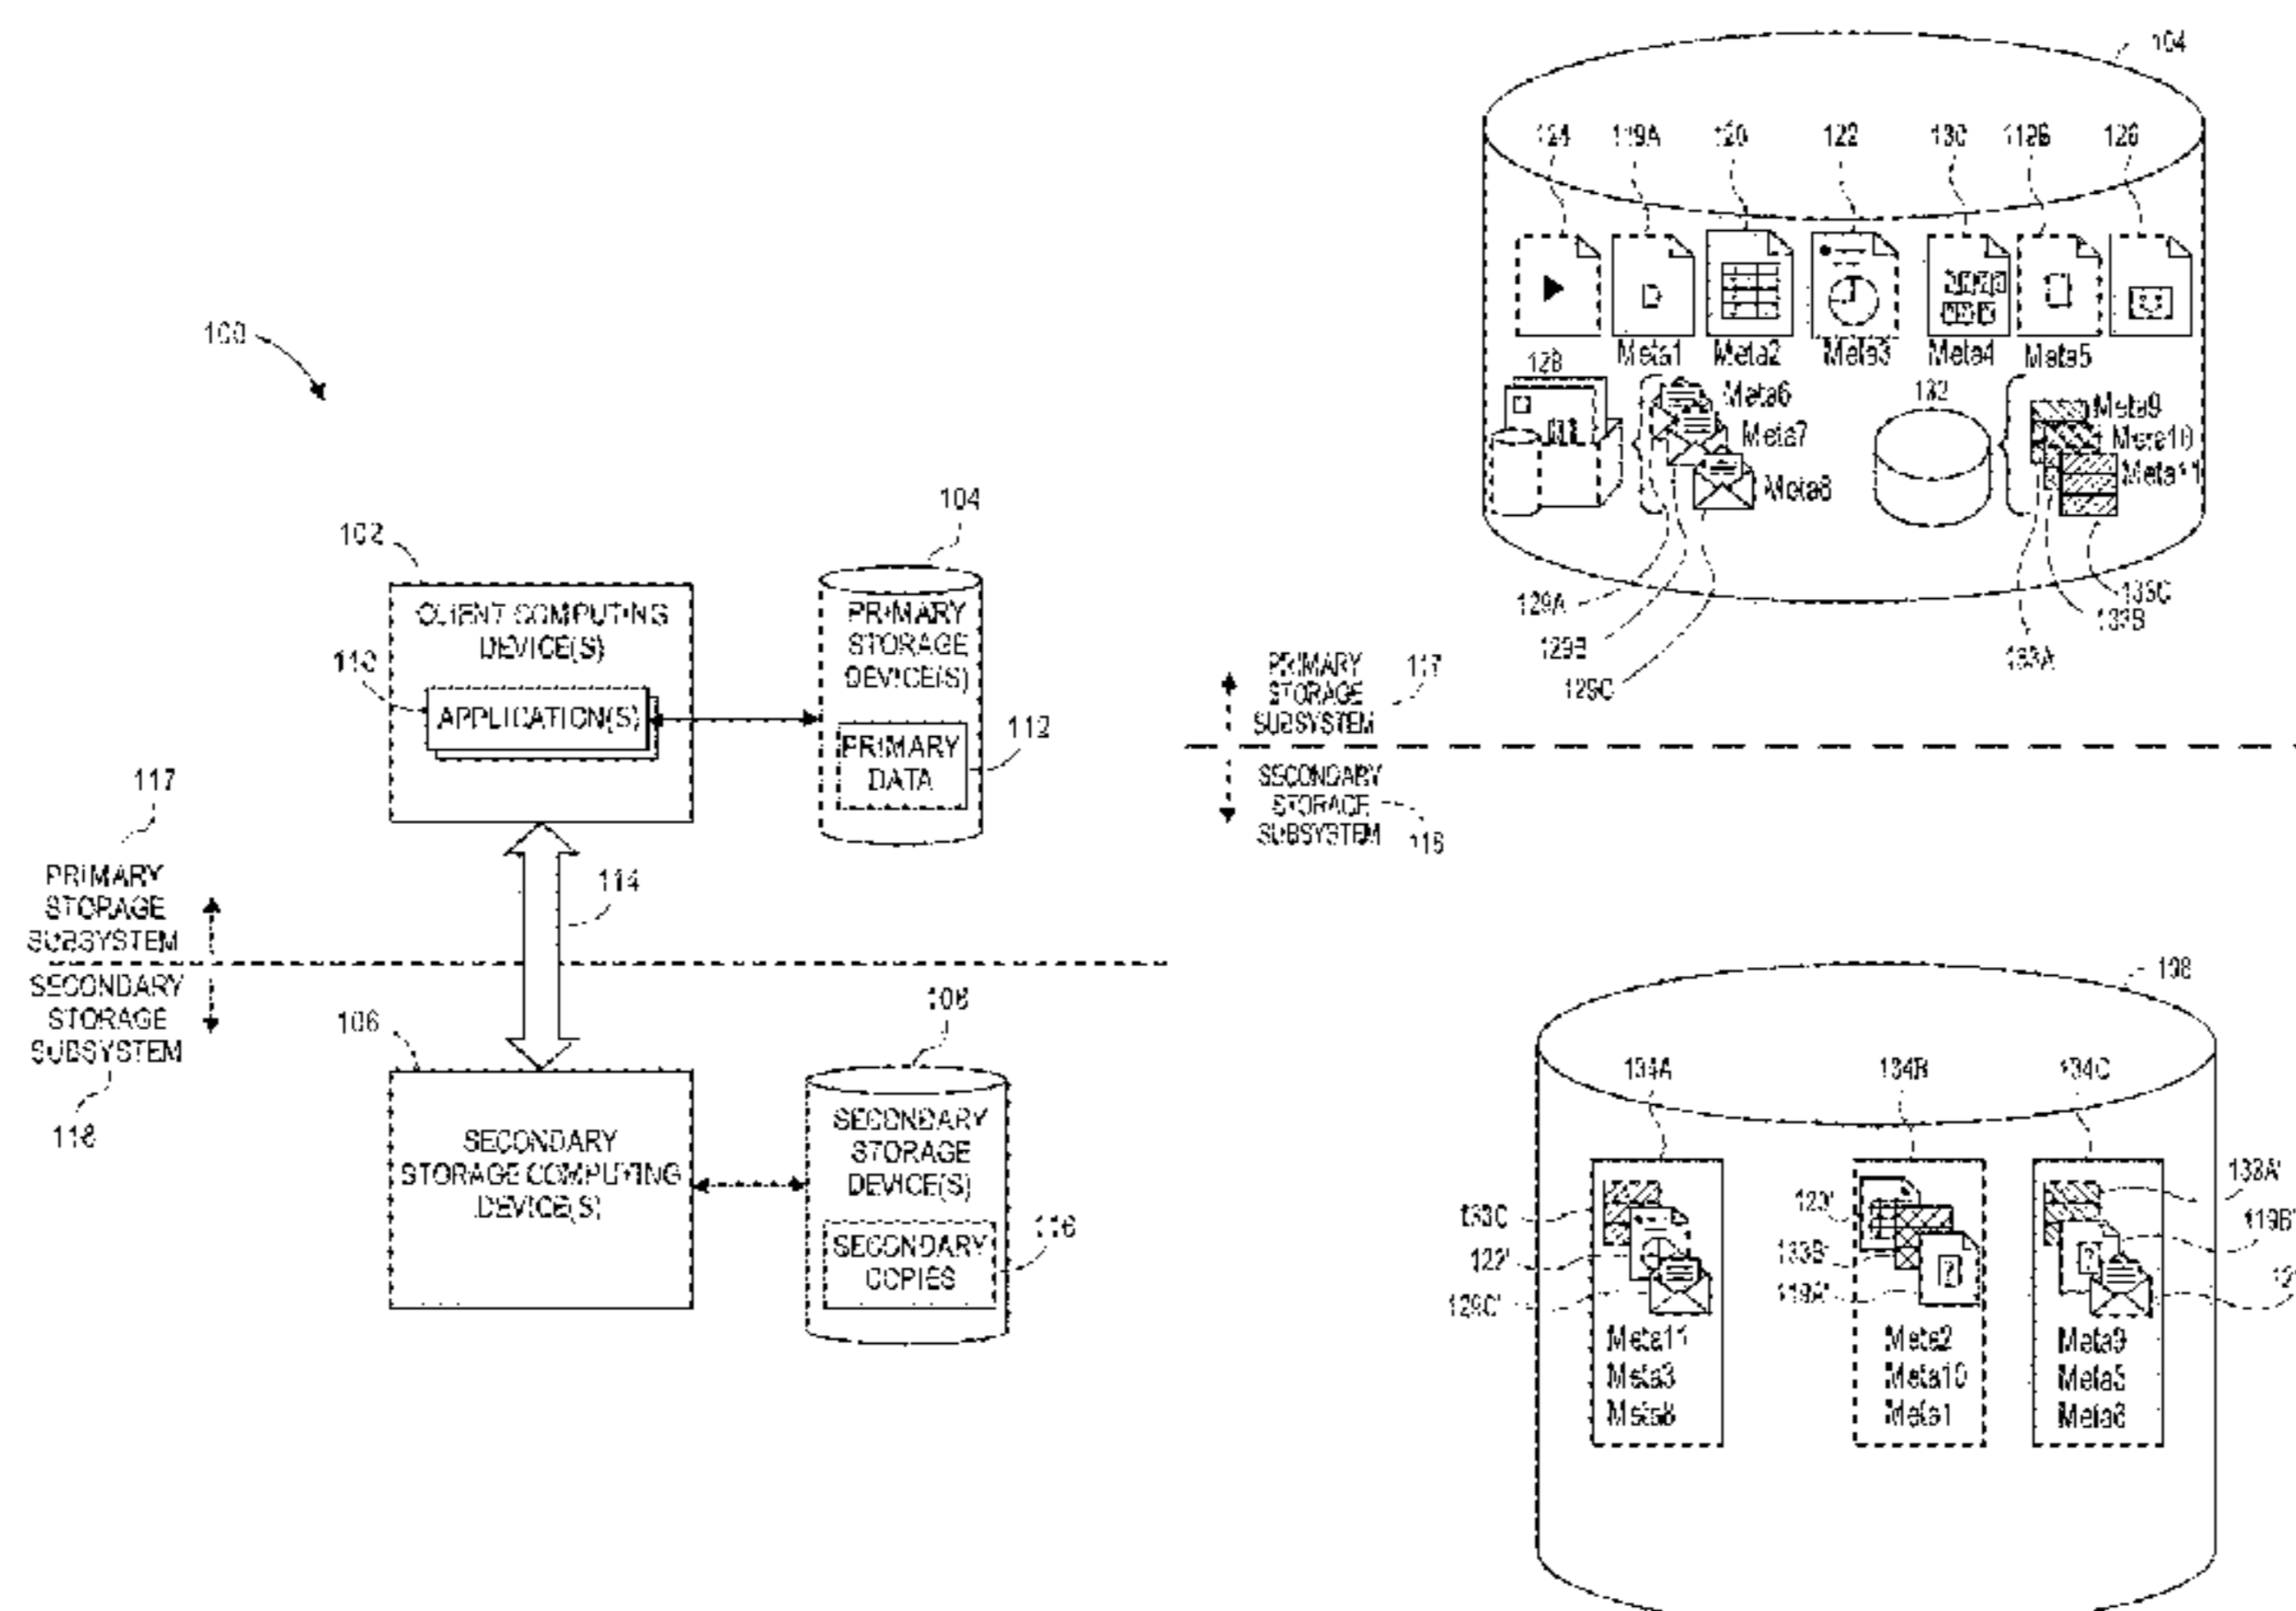 100
102
CLIENT COMPUTING
DEVICE(S)
110
APPLICATION(S)
104
PRIMARY
STORAGE
DEVICE(S)
PRIMARY
DATA
112
114
117
PRIMARY
STORAGE
SUBSYSTEM
SECONDARY
STORAGE
SUBSYSTEM
118
106
SECONDARY
STORAGE COMPUTING
DEVICE(S)
108
SECONDARY
STORAGE
DEVICE(S)
SECONDARY
COPIES
116
104
124 119A 120 122 130 119B 126
Meta1 Meta2 Meta3 Meta4 Meta5
128
Meta6
Meta7
Meta8
132
Meta9
Meta10
Meta11
129A
129B
129C
133C
133B
133A
PRIMARY
STORAGE
SUBSYSTEM
117
SECONDARY
STORAGE
SUBSYSTEM
108
134A 134B 134C
133C
122'
129C'
Meta11
Meta3
Meta8
120'
133B'
119A'
Meta2
Meta10
Meta1
133A'
119B'
Meta9
Meta5
Meta6